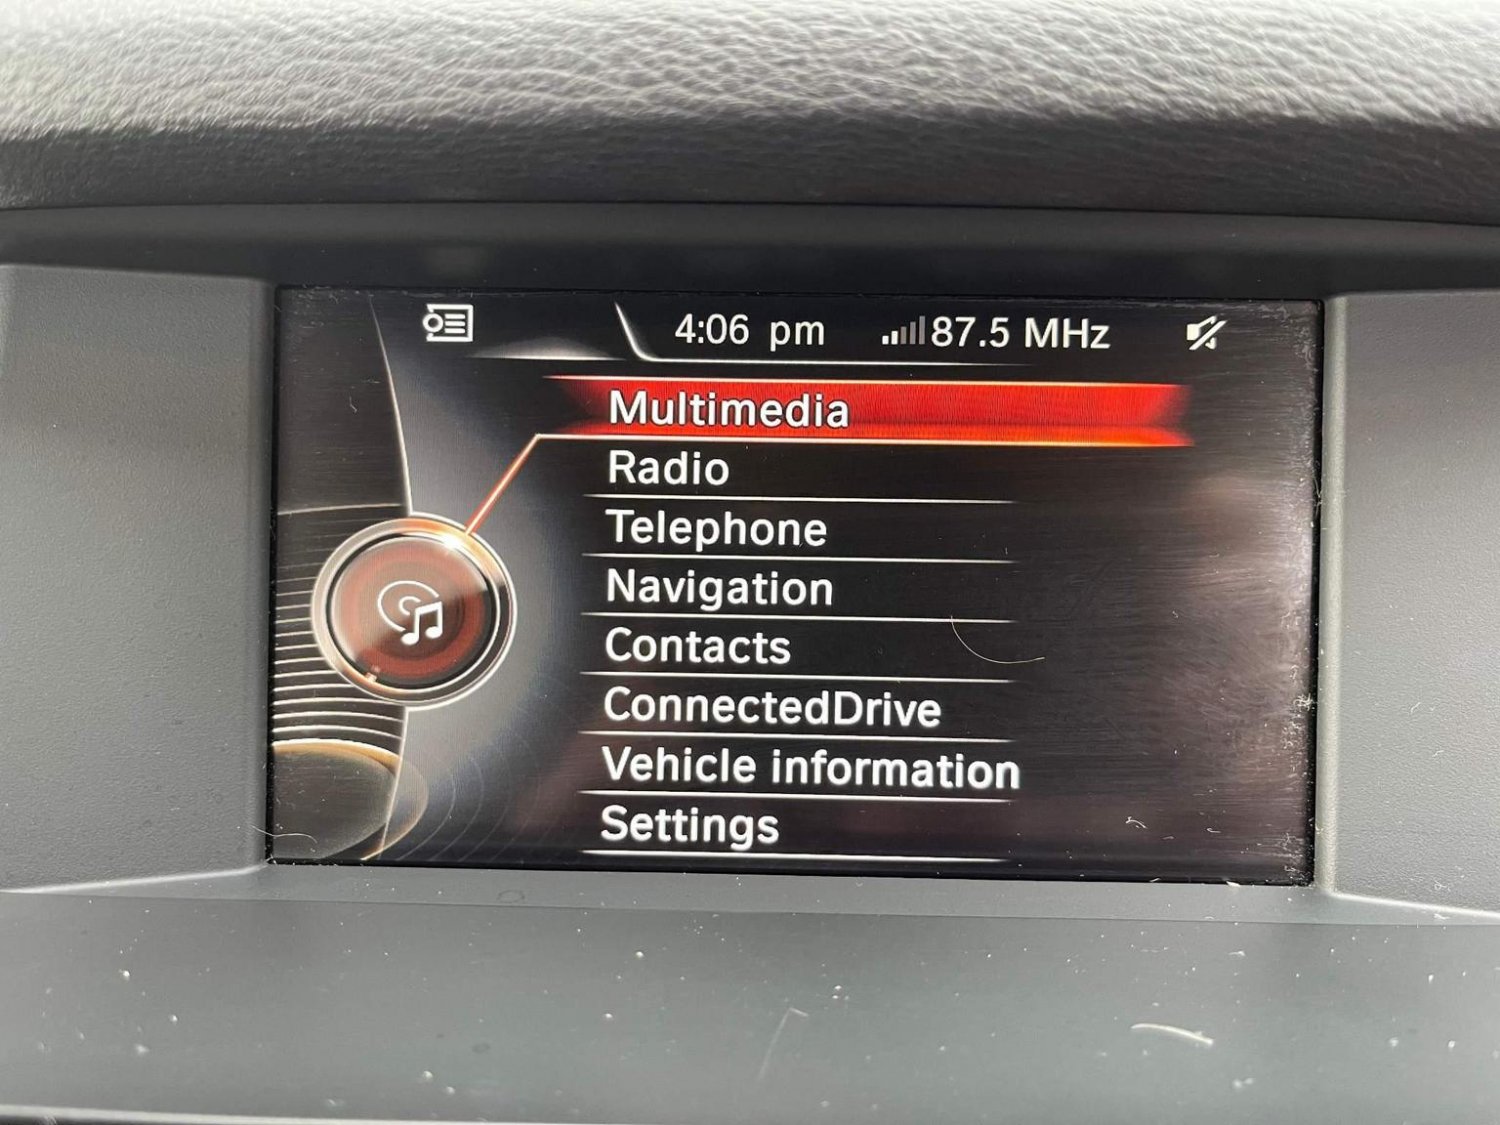 4:06 pm 87.5 MHz
Multimedia
Radio
Telephone
Navigation
Contacts
ConnectedDrive
Vehicle information
Settings